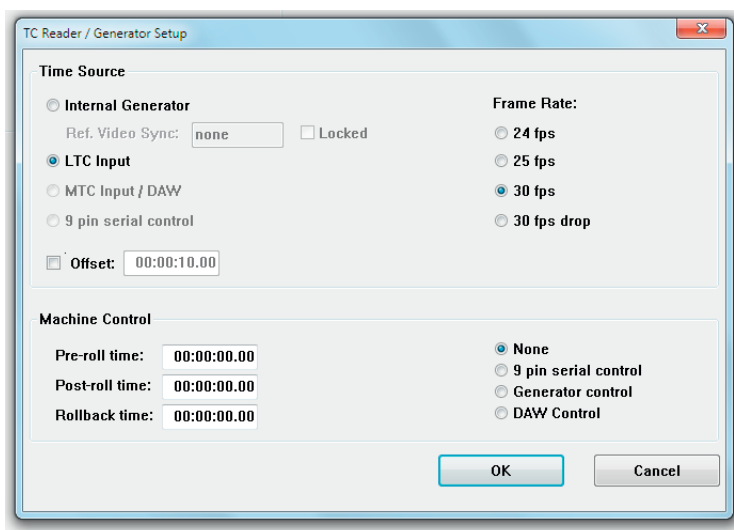 TC Reader / Generator Setup
Time Source
Internal Generator
Ref. Video Sync: none Locked
LTC Input
MTC Input / DAW
9 pin serial control
Offset: 00:00:10.00
Frame Rate:
24 fps
25 fps
30 fps
30 fps drop
Machine Control
Pre-roll time: 00:00:00.00
Post-roll time: 00:00:00.00
Rollback time: 00:00:00.00
None
9 pin serial control
Generator control
DAW Control
OK Cancel